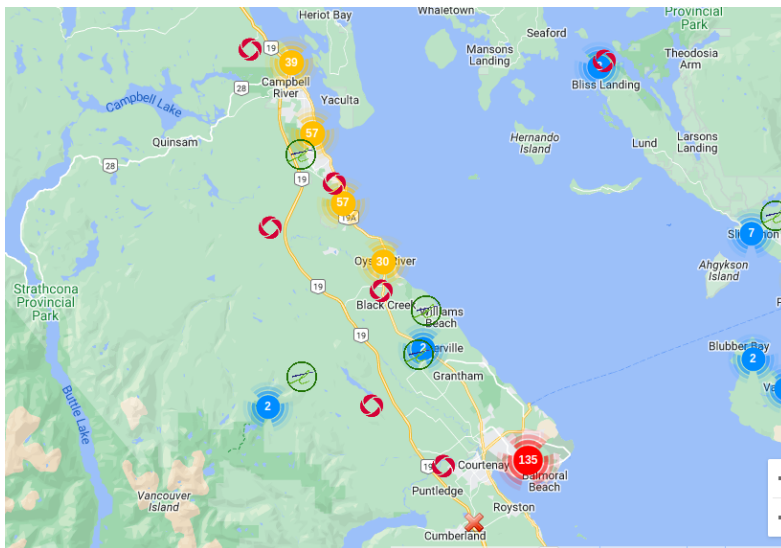 Heriot Bay
Whaletown
Seaford
Provincial
Park
Mansons
Landing
Theodosia
Arm
19
39
Campbell
River
Bliss Landing
28
Campbell Lake
Yaculta
57
Hernando
Island
Lund
Larsons
Landing
Quinsam
28
19
57
19A
7
Ahgykson
Island
30
19
Black Creek
Strathcona
Provincial
Park
Williams
Beach
19
2
Grantham
Blubber Bay
2
Buttle Lake
2
135
19
Courtenay
Balmoral
Beach
Puntledge
Royston
Vancouver
Island
Cumberland